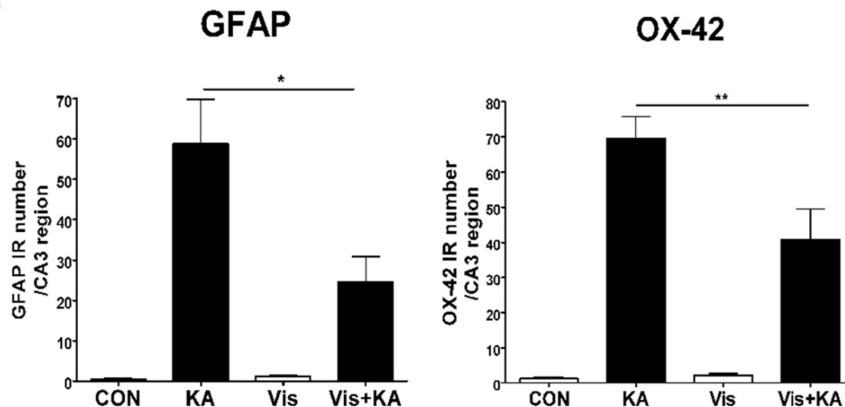 GFAP
*
70
60
50
40
30
20
10
0
GFAP IR number
/CA3 region
CON KA Vis Vis+KA
OX-42
**
80
70
60
50
40
30
20
10
0
OX-42 IR number
/CA3 region
CON KA Vis Vis+KA